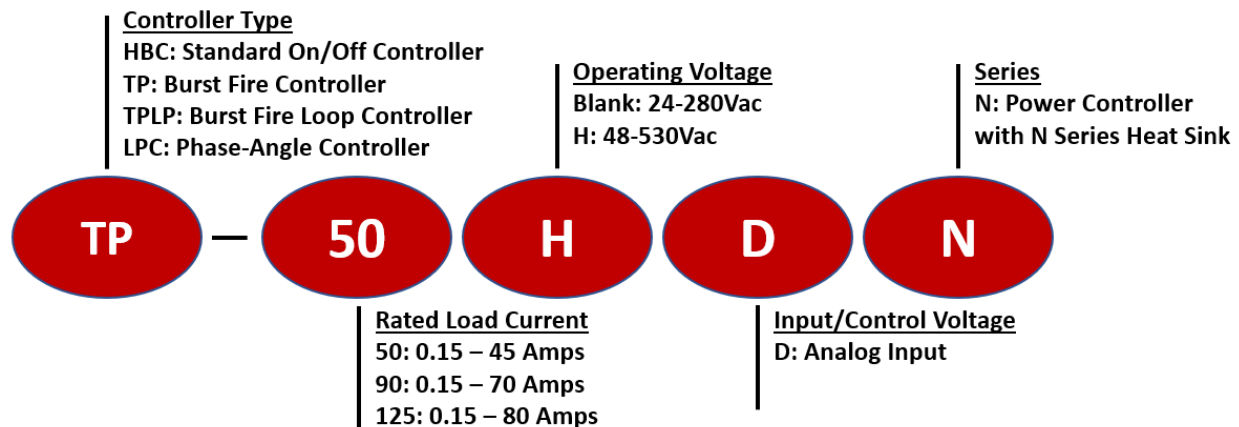 Controller Type
HBC: Standard On/Off Controller
TP: Burst Fire Controller
TPLP: Burst Fire Loop Controller
LPC: Phase-Angle Controller
Operating Voltage
Blank: 24-280Vac
H: 48-530Vac
Series
N: Power Controller
with N Series Heat Sink
TP — 50 H D N
Rated Load Current
50: 0.15 – 45 Amps
90: 0.15 – 70 Amps
125: 0.15 – 80 Amps
Input/Control Voltage
D: Analog Input